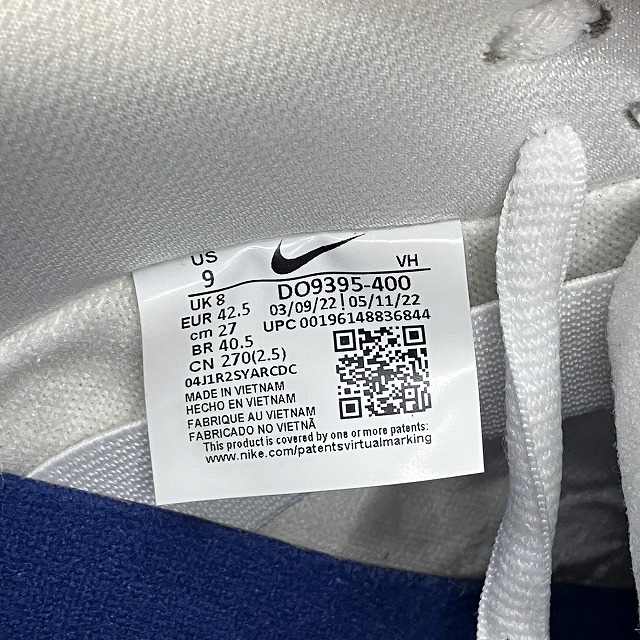 US VH
9 DO9395-400
UK 8 03/09/22 | 05/11/22
EUR 42.5 UPC 00196148836844
cm 27
BR 40.5
CN 270(2.5)
04J1R2SYARCDC
MADE IN VIETNAM
HECHO EN VIETNAM
FABRIQUE AU VIETNAM
FABRICADO NO VIETNÃ
This product is covered by one or more patents:
www.nike.com/patentsvirtualmarking